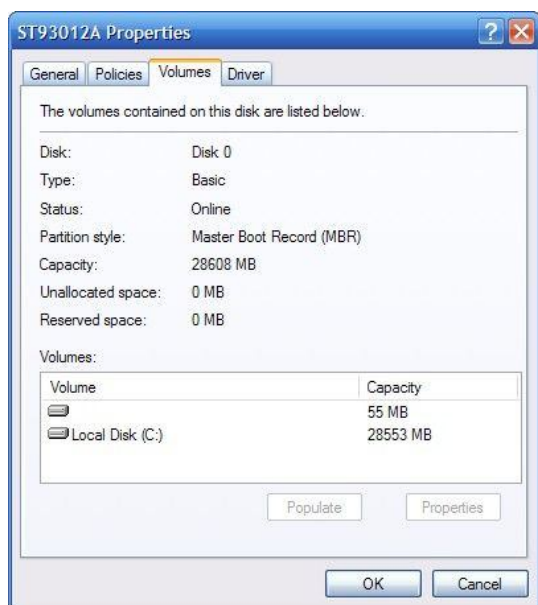 ST93012A Properties
General Policies Volumes Driver
The volumes contained on this disk are listed below.
Disk: Disk 0
Type: Basic
Status: Online
Partition style: Master Boot Record (MBR)
Capacity: 28608 MB
Unallocated space: 0 MB
Reserved space: 0 MB
Volumes:
Volume Capacity
55 MB
Local Disk (C:) 28553 MB
Populate Properties
OK Cancel